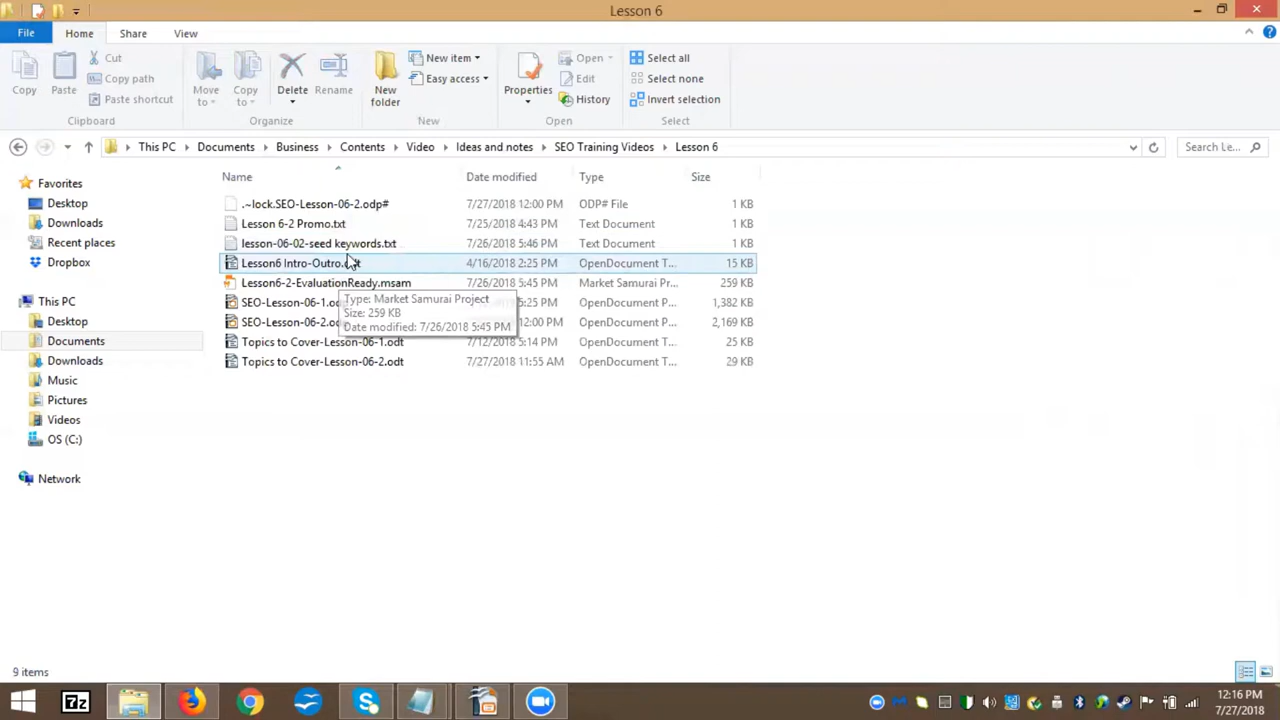 Lesson 6
File Home Share View
Copy
Paste
Cut
Copy path
Paste shortcut
Clipboard
Move to
Copy to
Delete
Rename
Organize
New folder
New item
Easy access
New
Properties
Open
Edit
History
Open
Select all
Select none
Invert selection
Select
This PC Documents Business Contents Video Ideas and notes SEO Training Videos Lesson 6
Search Le...
Favorites
Desktop
Downloads
Recent places
Dropbox
This PC
Desktop
Documents
Downloads
Music
Pictures
Videos
OS (C:)
Network
Name Date modified Type Size
.~lock.SEO-Lesson-06-2.odp# 7/27/2018 12:00 PM ODP# File 1 KB
Lesson 6-2 Promo.txt 7/25/2018 4:43 PM Text Document 1 KB
lesson-06-02-seed keywords.txt 7/26/2018 5:46 PM Text Document 1 KB
Lesson6 Intro-Outro. 4/16/2018 2:25 PM OpenDocument T... 15 KB
Lesson6-2-EvaluationReady.msam 7/26/2018 5:45 PM Market Samurai Pr... 259 KB
SEO-Lesson-06-1.o 5:25 PM OpenDocument P... 1,382 KB
SEO-Lesson-06-2.o 12:00 PM OpenDocument P... 2,169 KB
Topics to Cover-Lesson-06-1.odt 7/12/2018 5:14 PM OpenDocument T... 25 KB
Topics to Cover-Lesson-06-2.odt 7/27/2018 11:55 AM OpenDocument T... 29 KB
Type: Market Samurai Project
Size: 259 KB
Date modified: 7/26/2018 5:45 PM
9 items
7z
12:16 PM
7/27/2018